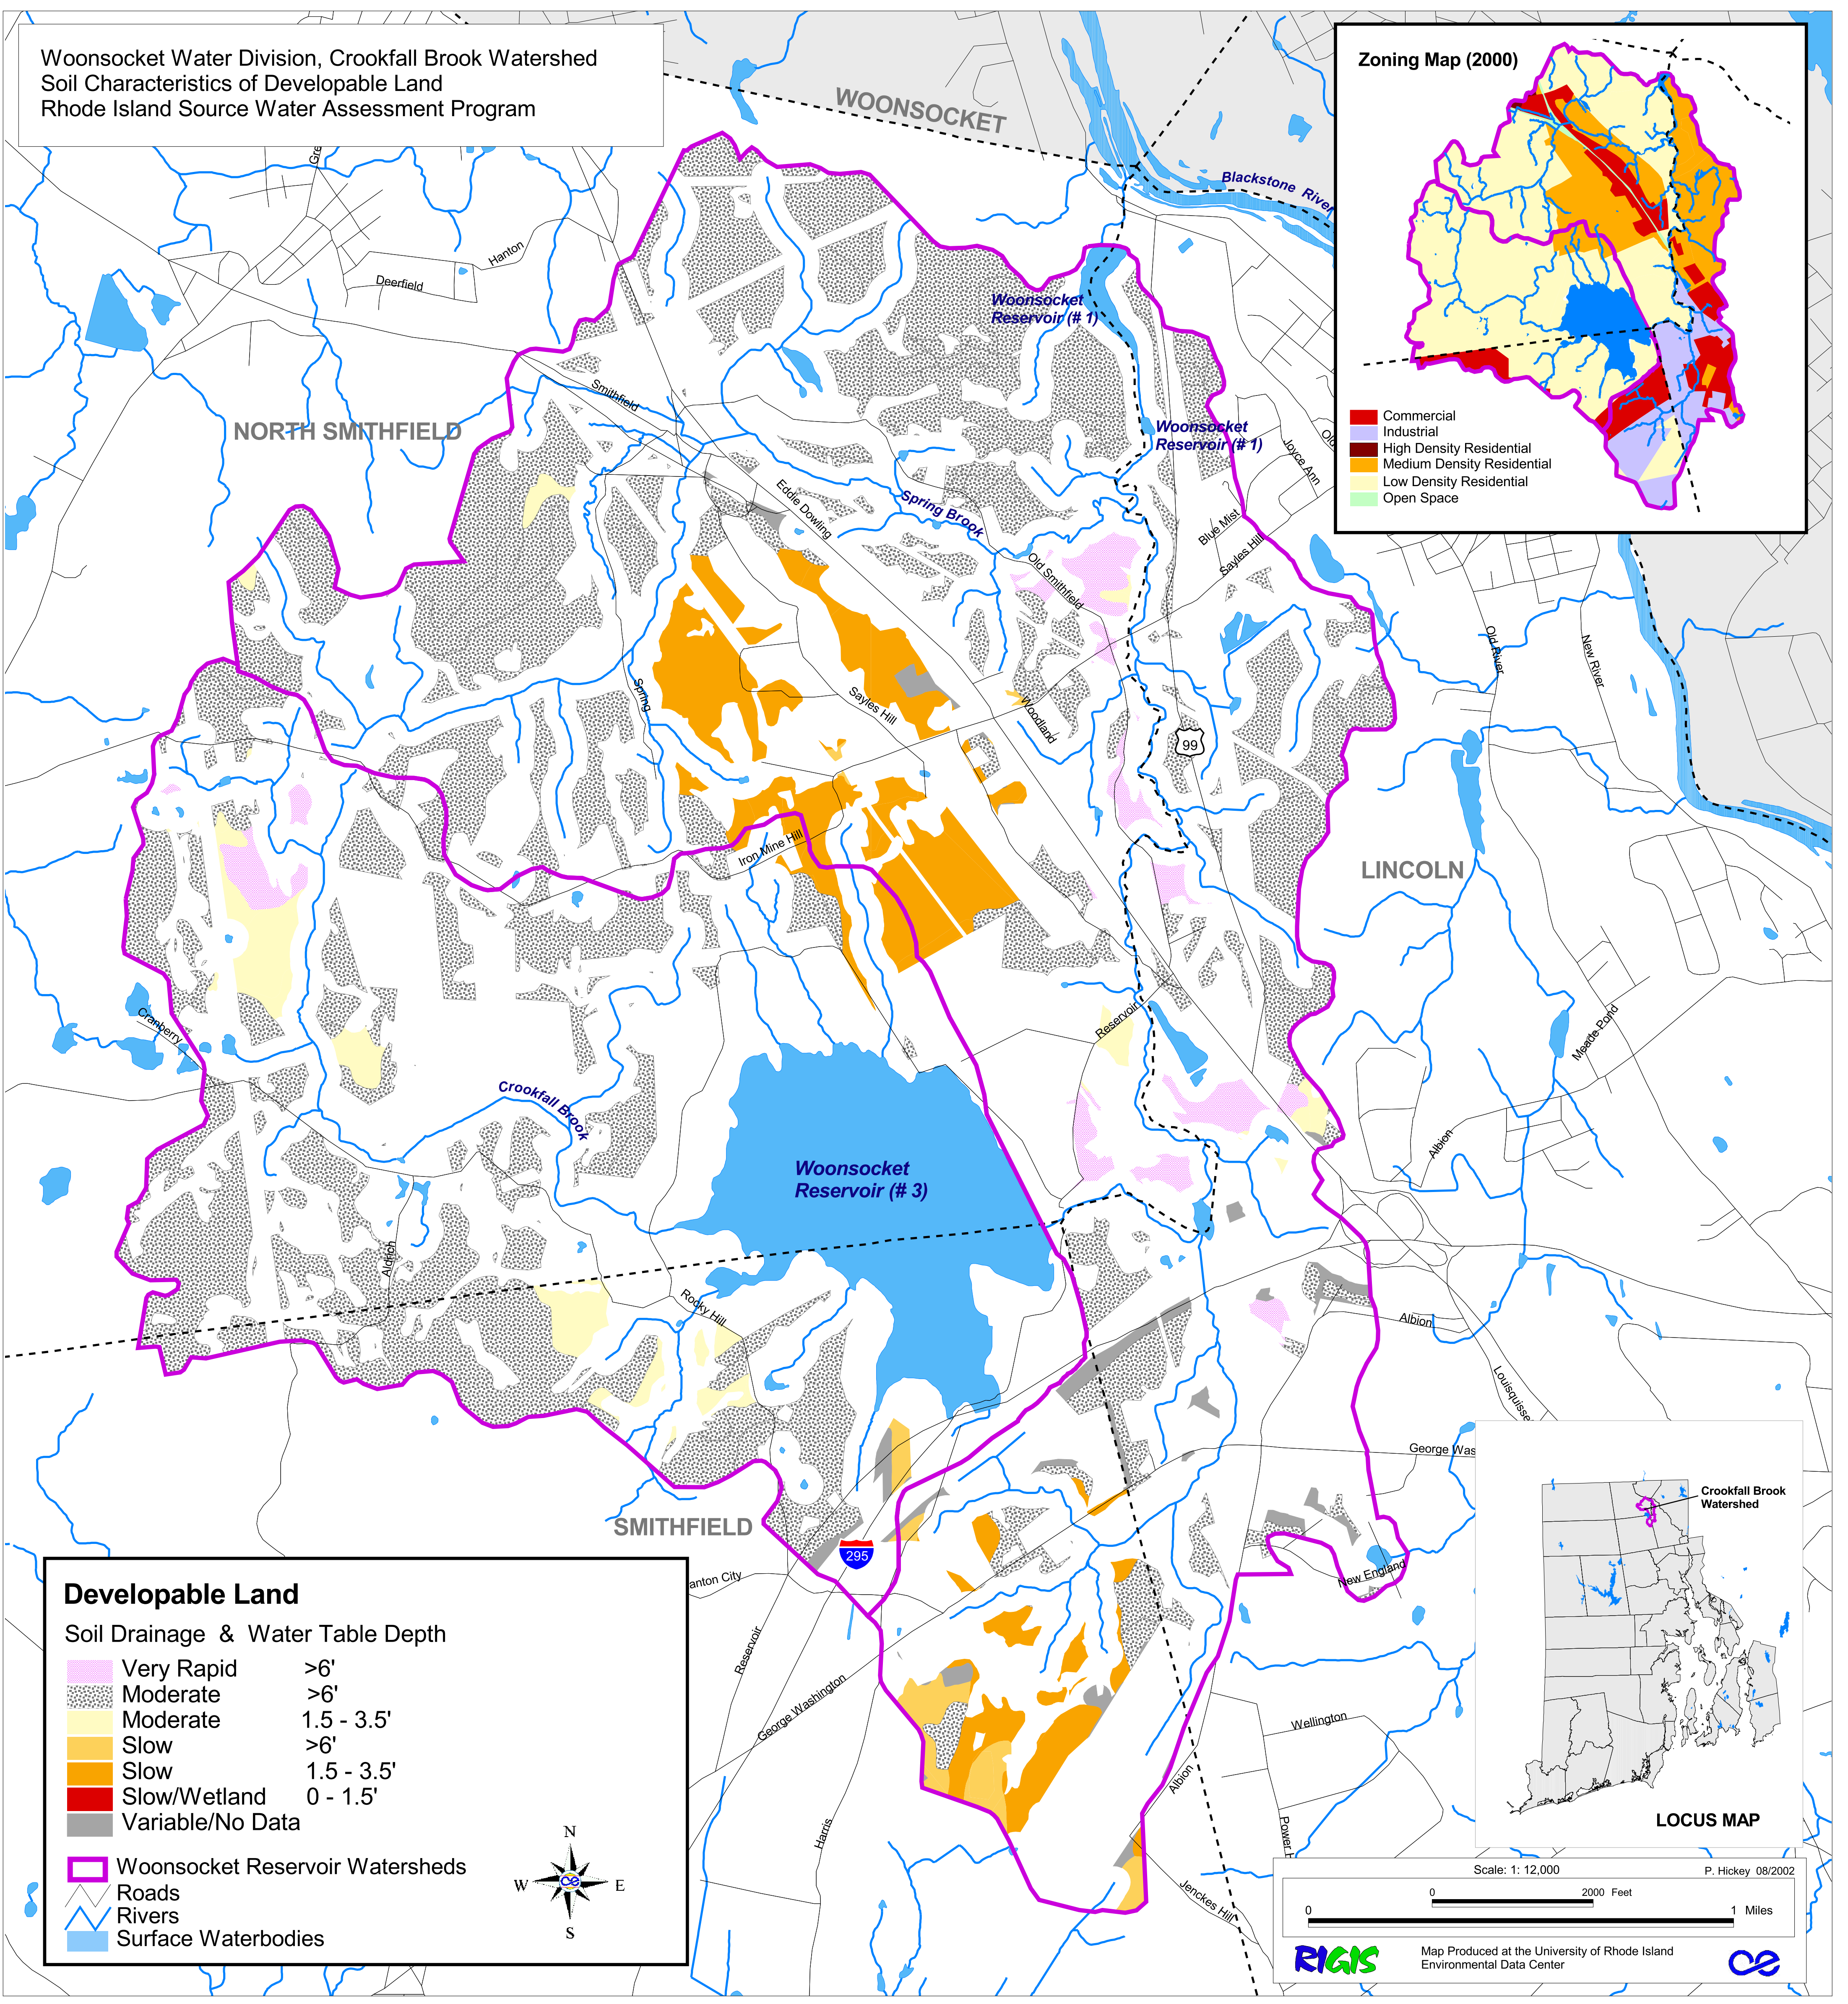 Woonsocket Water Division, Crookfall Brook Watershed
Soil Characteristics of Developable Land
Rhode Island Source Water Assessment Program
Zoning Map (2000)
Commercial
Industrial
High Density Residential
Medium Density Residential
Low Density Residential
Open Space
WOONSOCKET
Blackstone River
Gre
Hanton
Deerfield
Woonsocket
Reservoir (# 1)
Smithfield
NORTH SMITHFIELD
Woonsocket
Reservoir (# 1)
Joyce Ann
Old
Eddie Dowling
Spring Brook
Blue Mist
Sayles Hill
Old Smithfield
Old River
New River
Spring
Sayles Hill
Woodland
99
Iron Mine Hill
LINCOLN
Cranberry
Reservoir
Meade Pond
Crookfall Brook
Albion
Woonsocket
Reservoir (# 3)
Aldrich
Rocky Hill
Albion
Louisquisse
George Was
SMITHFIELD
295
anton City
New England
Reservoir
George Washington
Wellington
Albion
Harris
Power H
Jenckes Hill
Crookfall Brook
Watershed
LOCUS MAP
Developable Land
Soil Drainage & Water Table Depth
Very Rapid >6'
Moderate >6'
Moderate 1.5 - 3.5'
Slow >6'
Slow 1.5 - 3.5'
Slow/Wetland 0 - 1.5'
Variable/No Data
Woonsocket Reservoir Watersheds
Roads
Rivers
Surface Waterbodies
N
W E
S
Scale: 1: 12,000 P. Hickey 08/2002
0 2000 Feet
0 1 Miles
RIGIS
Map Produced at the University of Rhode Island
Environmental Data Center